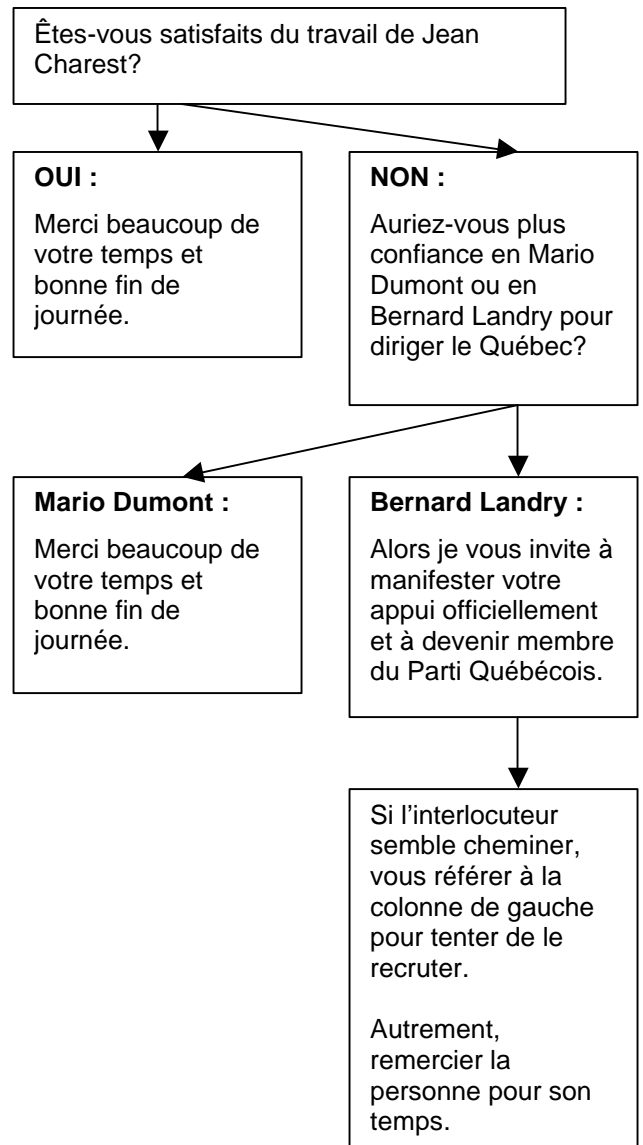 Êtes-vous satisfaits du travail de Jean
Charest?
OUI :
Merci beaucoup de
votre temps et
bonne fin de
journée.
NON :
Auriez-vous plus
confiance en Mario
Dumont ou en
Bernard Landry pour
diriger le Québec?
Mario Dumont :
Merci beaucoup de
votre temps et
bonne fin de
journée.
Bernard Landry :
Alors je vous invite à
manifester votre
appui officiellement
et à devenir membre
du Parti Québécois.
Si l’interlocuteur
semble cheminer,
vous référer à la
colonne de gauche
pour tenter de le
recruter.
Autrement,
remercier la
personne pour son
temps.